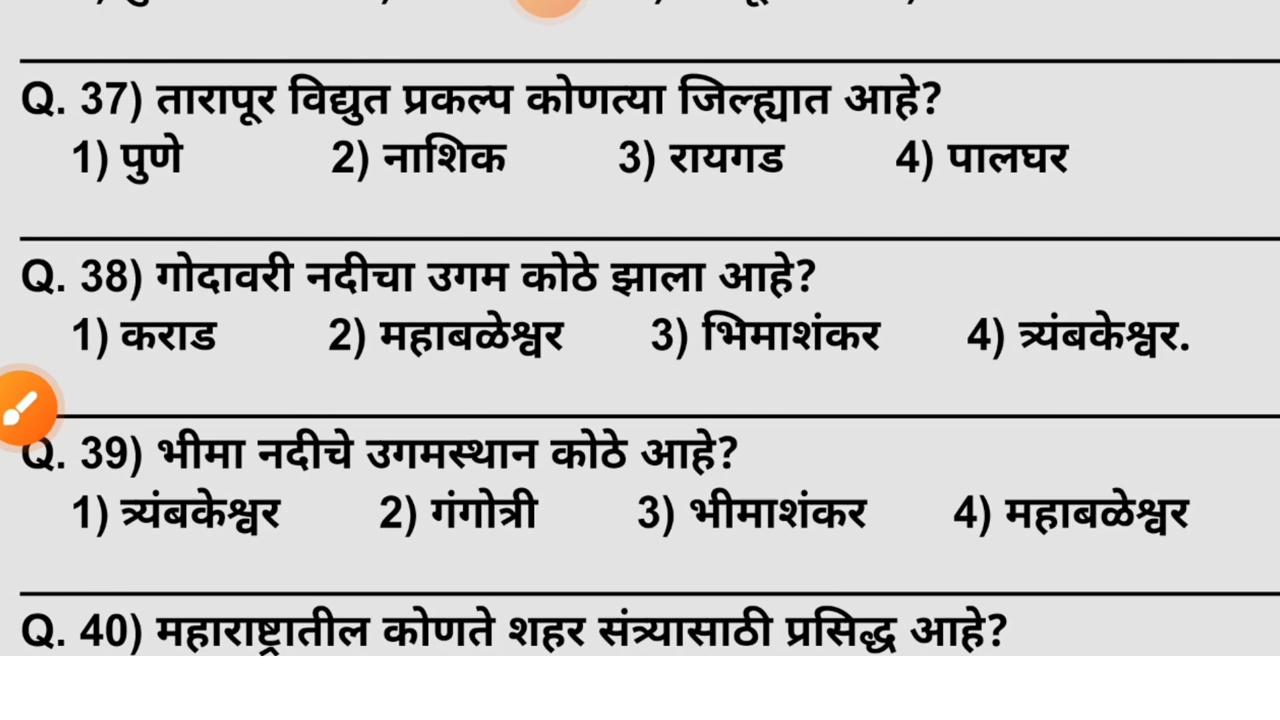 Q. 37) तारापूर विद्युत प्रकल्प कोणत्या जिल्ह्यात आहे?
1) पुणे 2) नाशिक 3) रायगड 4) पालघर
Q. 38) गोदावरी नदीचा उगम कोठे झाला आहे?
1) कराड 2) महाबळेश्वर 3) भिमाशंकर 4) त्र्यंबकेश्वर.
Q. 39) भीमा नदीचे उगमस्थान कोठे आहे?
1) त्र्यंबकेश्वर 2) गंगोत्री 3) भीमाशंकर 4) महाबळेश्वर
Q. 40) महाराष्ट्रातील कोणते शहर संत्र्यासाठी प्रसिद्ध आहे?